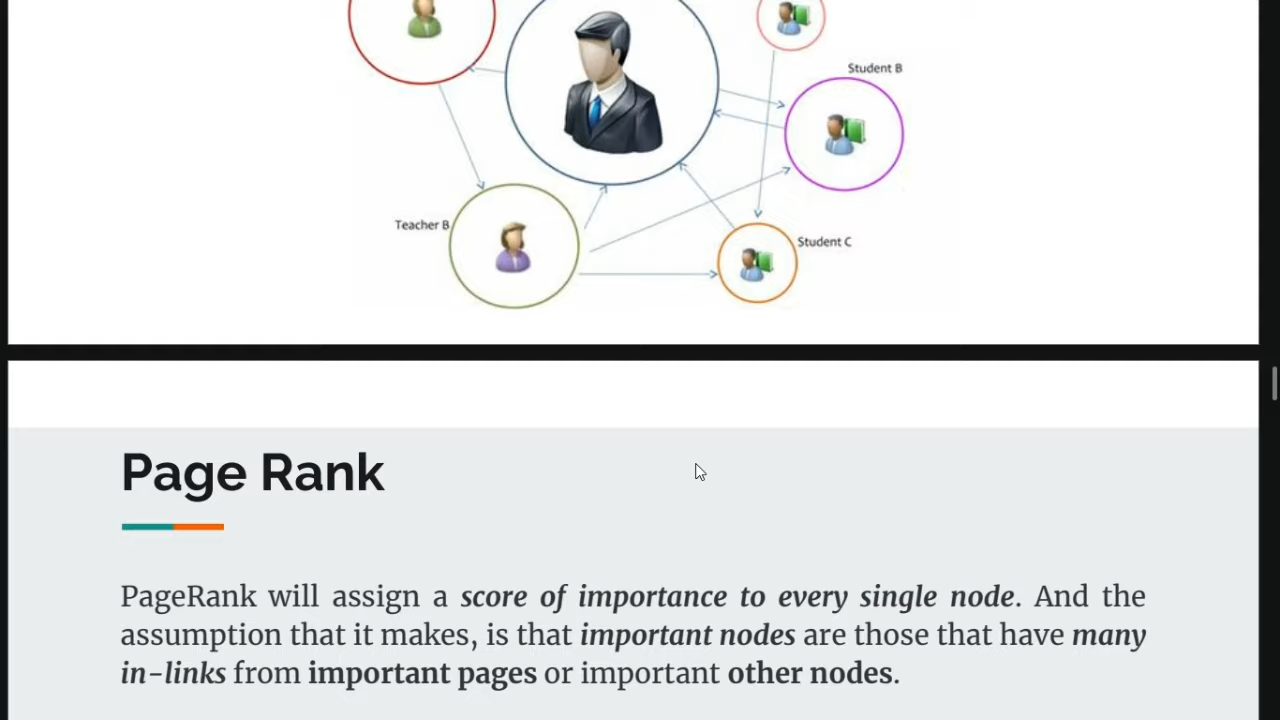 Student B
Teacher B
Student C
Page Rank
PageRank will assign a score of importance to every single node. And the
assumption that it makes, is that important nodes are those that have many
in-links from important pages or important other nodes.